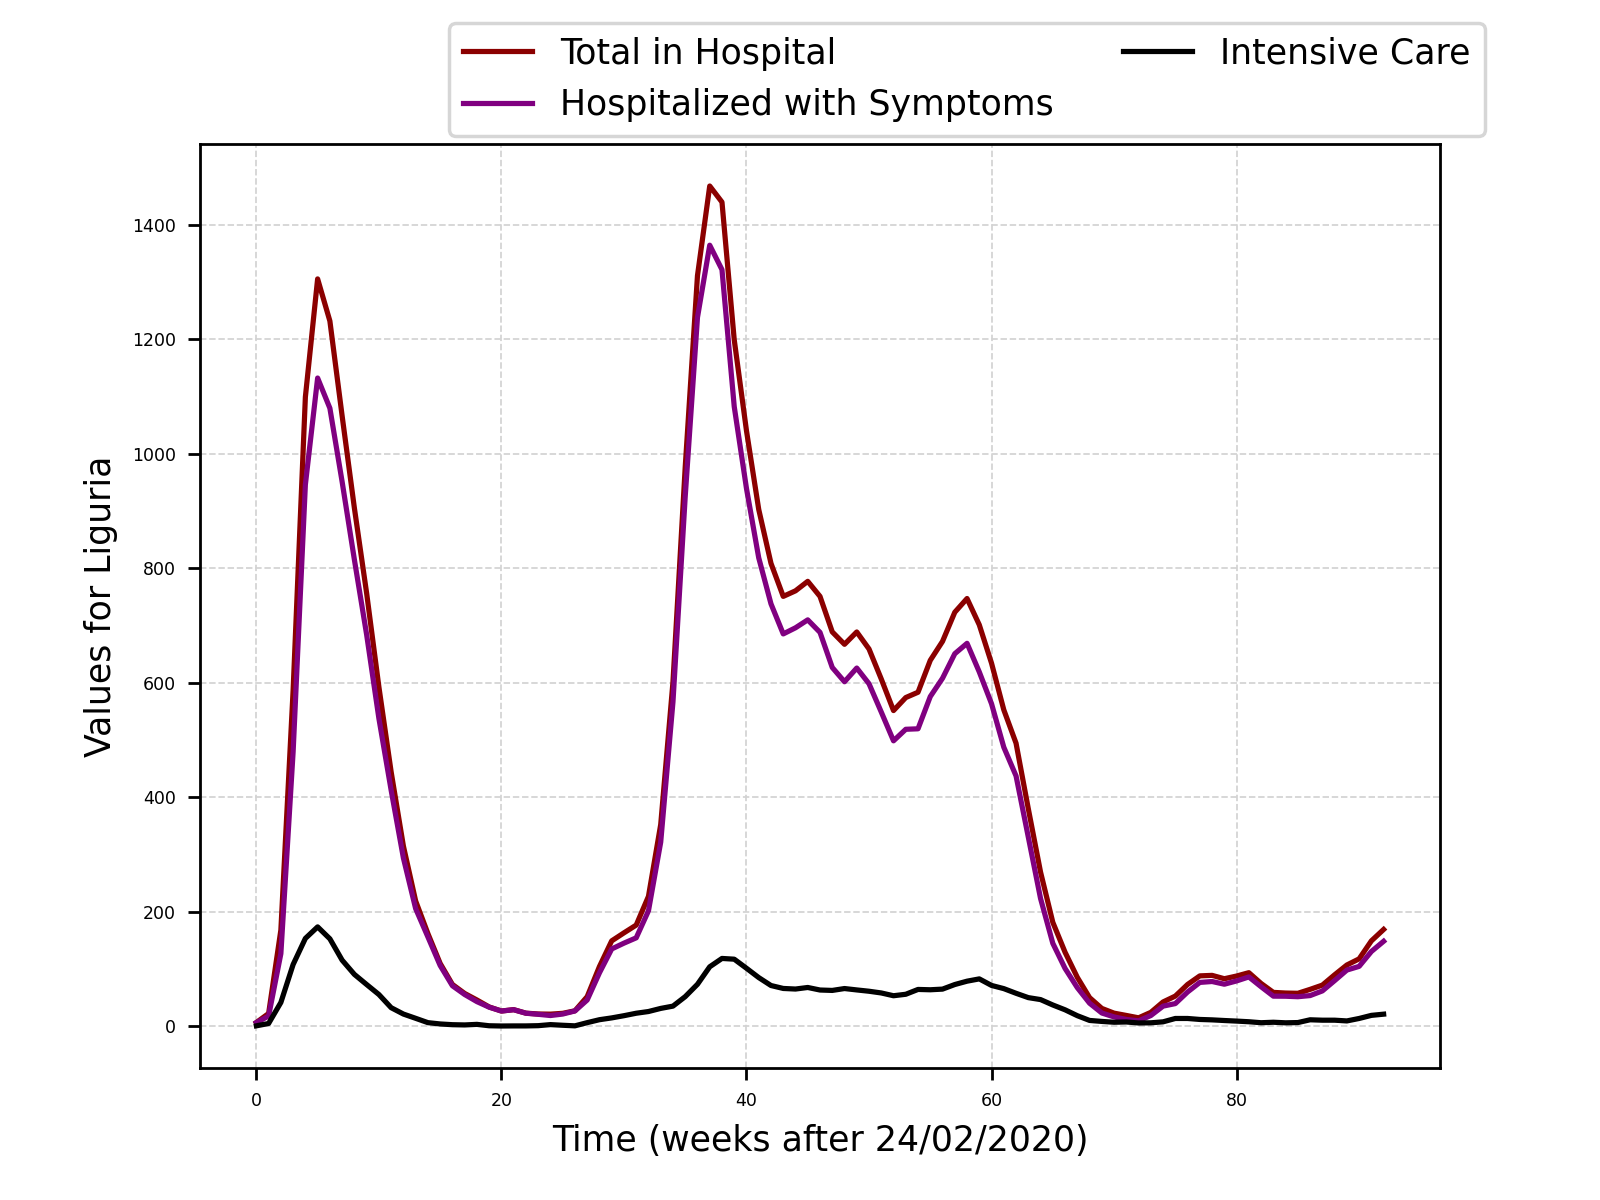 Total in Hospital
Hospitalized with Symptoms
Intensive Care
Values for Liguria
1400
1200
1000
800
600
400
200
0
0 20 40 60 80
Time (weeks after 24/02/2020)